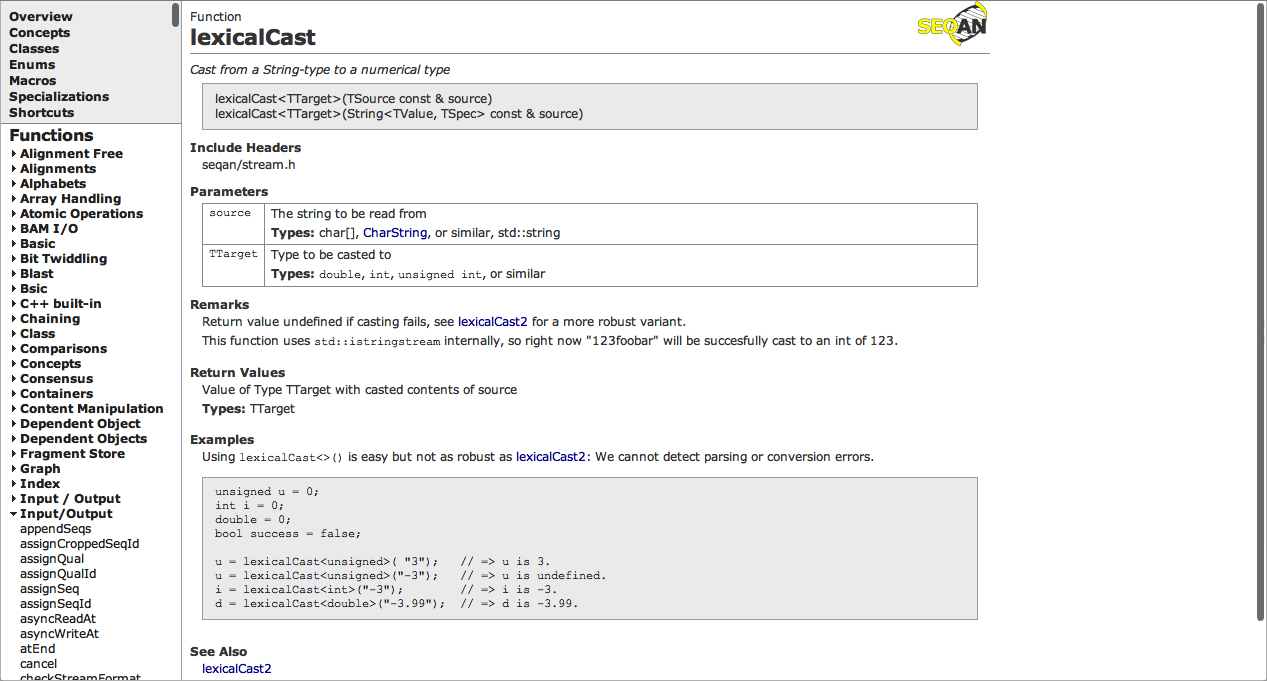 Overview
Concepts
Classes
Enums
Macros
Specializations
Shortcuts
Functions
Alignment Free
Alignments
Alphabets
Array Handling
Atomic Operations
BAM I/O
Basic
Bit Twiddling
Blast
Bsic
C++ built-in
Chaining
Class
Comparisons
Concepts
Consensus
Containers
Content Manipulation
Dependent Object
Dependent Objects
Fragment Store
Graph
Index
Input / Output
Input/Output
appendSeqs
assignCroppedSeqId
assignQual
assignQualId
assignSeq
assignSeqId
asyncReadAt
asyncWriteAt
atEnd
cancel
checkStreamFormat
Function
SEQAN
lexicalCast
Cast from a String-type to a numerical type
lexicalCast<TTarget>(TSource const & source)
lexicalCast<TTarget>(String<TValue, TSpec> const & source)
Include Headers
seqan/stream.h
Parameters
source The string to be read from
Types: char[], CharString, or similar, std::string
TTarget Type to be casted to
Types: double, int, unsigned int, or similar
Remarks
Return value undefined if casting fails, see lexicalCast2 for a more robust variant.
This function uses std::istringstream internally, so right now "123foobar" will be succesfully cast to an int of 123.
Return Values
Value of Type TTarget with casted contents of source
Types: TTarget
Examples
Using lexicalCast<>() is easy but not as robust as lexicalCast2: We cannot detect parsing or conversion errors.
unsigned u = 0;
int i = 0;
double = 0;
bool success = false;
u = lexicalCast<unsigned>( "3"); // => u is 3.
u = lexicalCast<unsigned>("-3"); // => u is undefined.
i = lexicalCast<int>("-3"); // => i is -3.
d = lexicalCast<double>("-3.99"); // => d is -3.99.
See Also
lexicalCast2